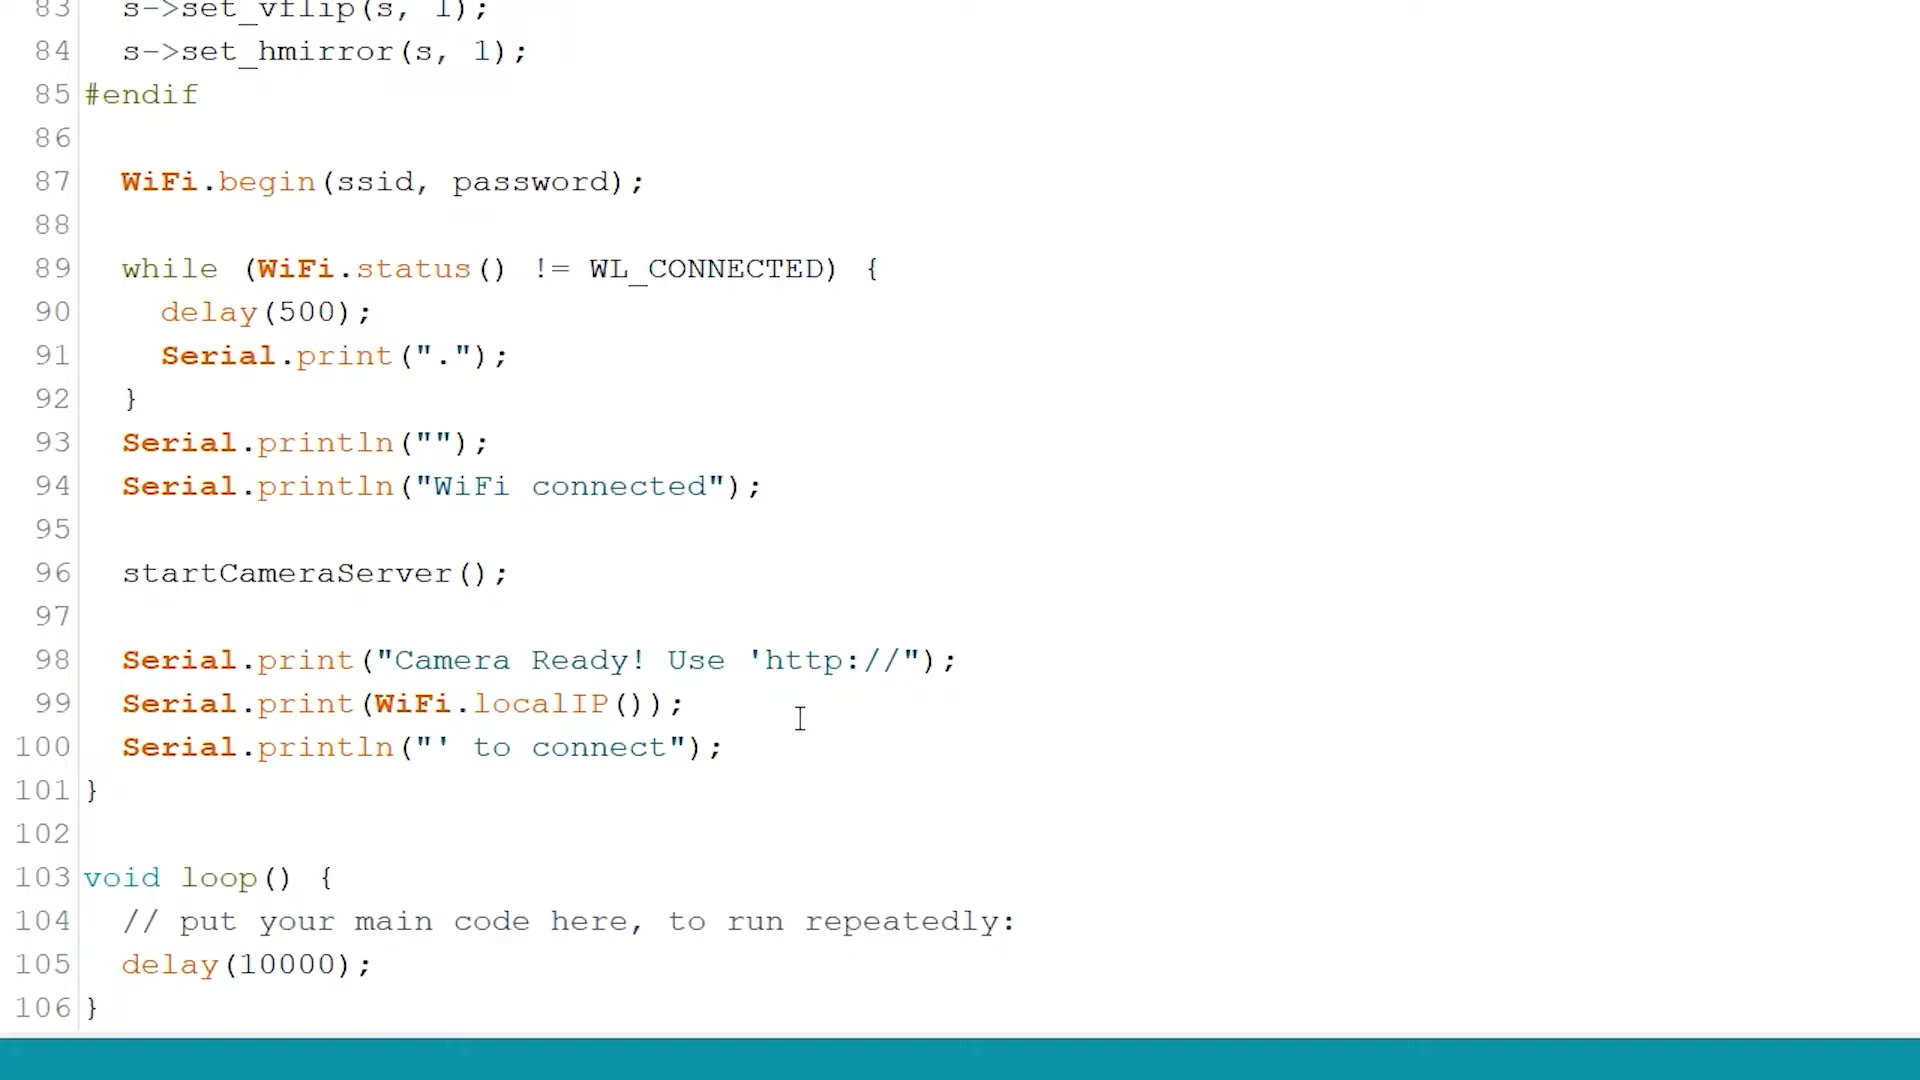 83 s->set_vflip(s, 1);
84 s->set_hmirror(s, 1);
85 #endif
86
87 WiFi.begin(ssid, password);
88
89 while (WiFi.status() != WL_CONNECTED) {
90 delay(500);
91 Serial.print(".");
92 }
93 Serial.println("");
94 Serial.println("WiFi connected");
95
96 startCameraServer();
97
98 Serial.print("Camera Ready! Use 'http://");
99 Serial.print(WiFi.localIP());
100 Serial.println("' to connect");
101 }
102
103 void loop() {
104 // put your main code here, to run repeatedly:
105 delay(10000);
106 }